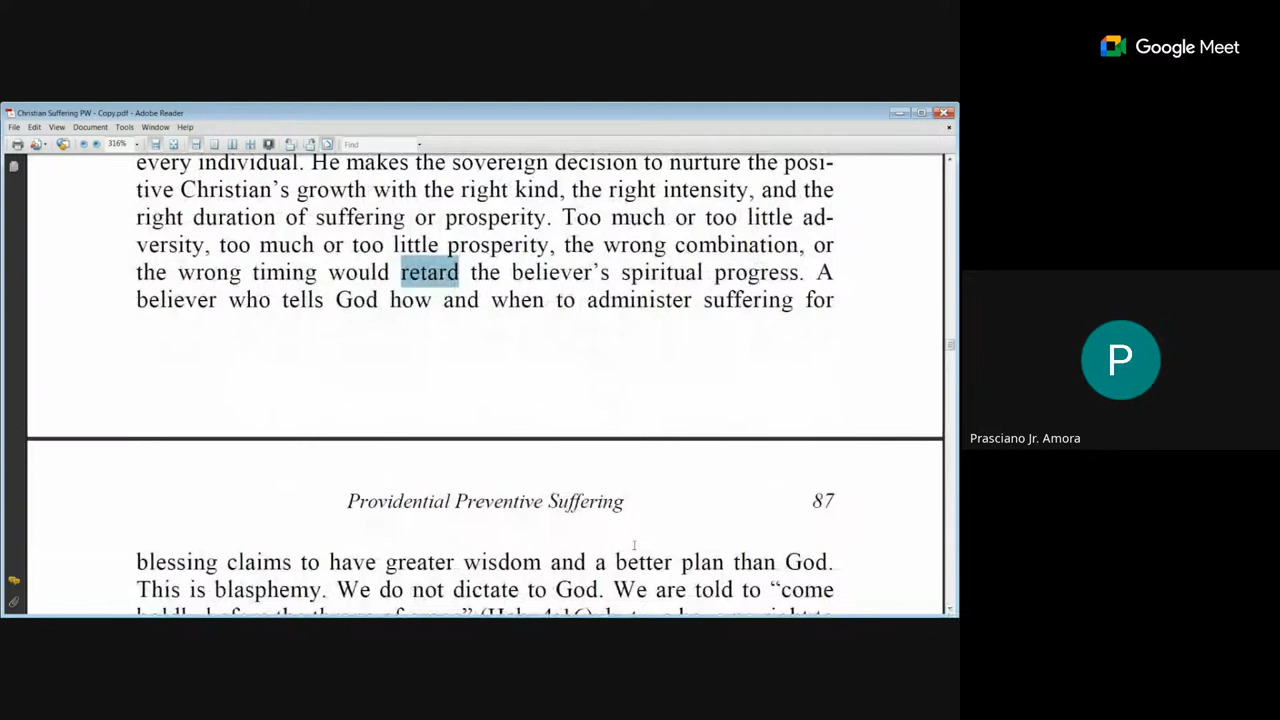 Google Meet
Christian Suffering PW - Copy.pdf - Adobe Reader
File Edit View Document Tools Window Help
316% Find
every individual. He makes the sovereign decision to nurture the posi-
tive Christian's growth with the right kind, the right intensity, and the
right duration of suffering or prosperity. Too much or too little ad-
versity, too much or too little prosperity, the wrong combination, or
the wrong timing would retard the believer's spiritual progress. A
believer who tells God how and when to administer suffering for
Providential Preventive Suffering 87
blessing claims to have greater wisdom and a better plan than God.
This is blasphemy. We do not dictate to God. We are told to “come
P
Prasciano Jr. Amora